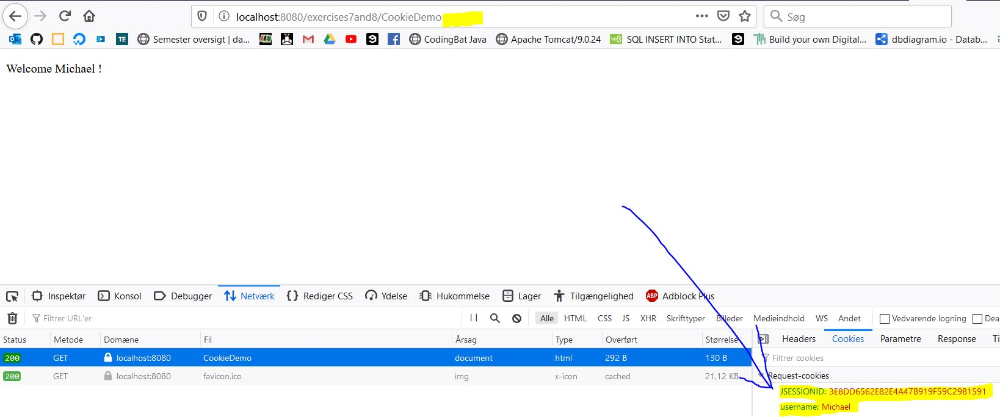 localhost:8080/exercises7and8/CookieDemo
Søg
Semester oversigt | da...
CodingBat Java
Apache Tomcat/9.0.24
SQL INSERT INTO Stat...
Build your own Digital...
dbdiagram.io - Datab...
TE
w3
Welcome Michael !
Inspektør Konsol Debugger Netværk Rediger CSS Ydelse Hukommelse Lager Tilgængelighed ABP Adblock Plus
Filtrer URL'er
Alle HTML CSS JS XHR Skrifttyper Billeder Medieindhold WS Andet Vedvarende logning Dea
Status Metode Domæne Fil Årsag Type Overført Størrelse Headers Cookies Parametre Response Ti
200 GET localhost:8080 CookieDemo document html 292 B 130 B Filtrer cookies
200 GET localhost:8080 favicon.ico img x-icon cached 21,12 KB Request-cookies
JSESSIONID: 3E8DD6562E82E4A47B919F59C29B1591
username: Michael